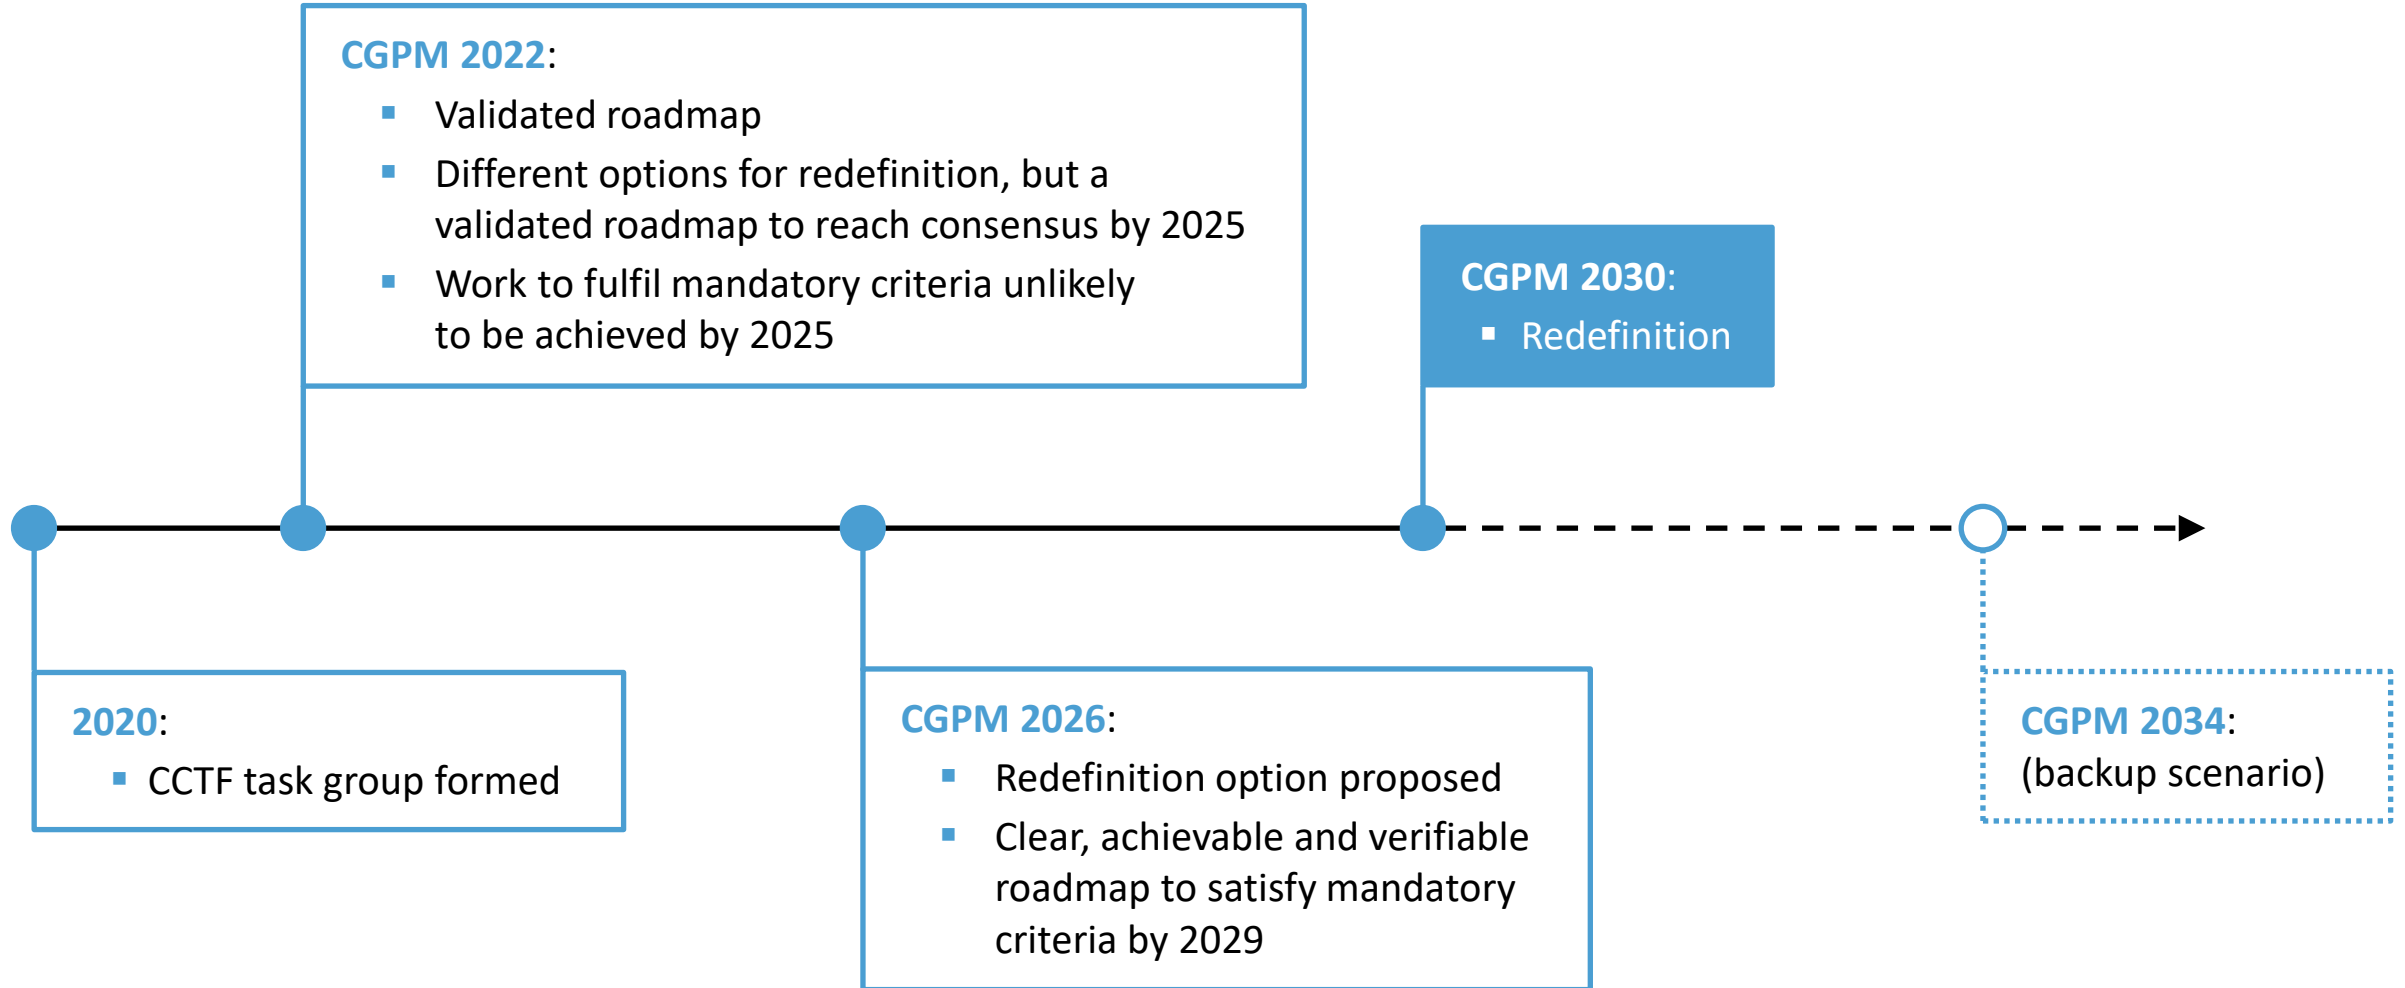 CGPM 2022:
▪ Validated roadmap
▪ Different options for redefinition, but a
validated roadmap to reach consensus by 2025
▪ Work to fulfil mandatory criteria unlikely
to be achieved by 2025
CGPM 2030:
▪ Redefinition
2020:
▪ CCTF task group formed
CGPM 2026:
▪ Redefinition option proposed
▪ Clear, achievable and verifiable
roadmap to satisfy mandatory
criteria by 2029
CGPM 2034:
(backup scenario)